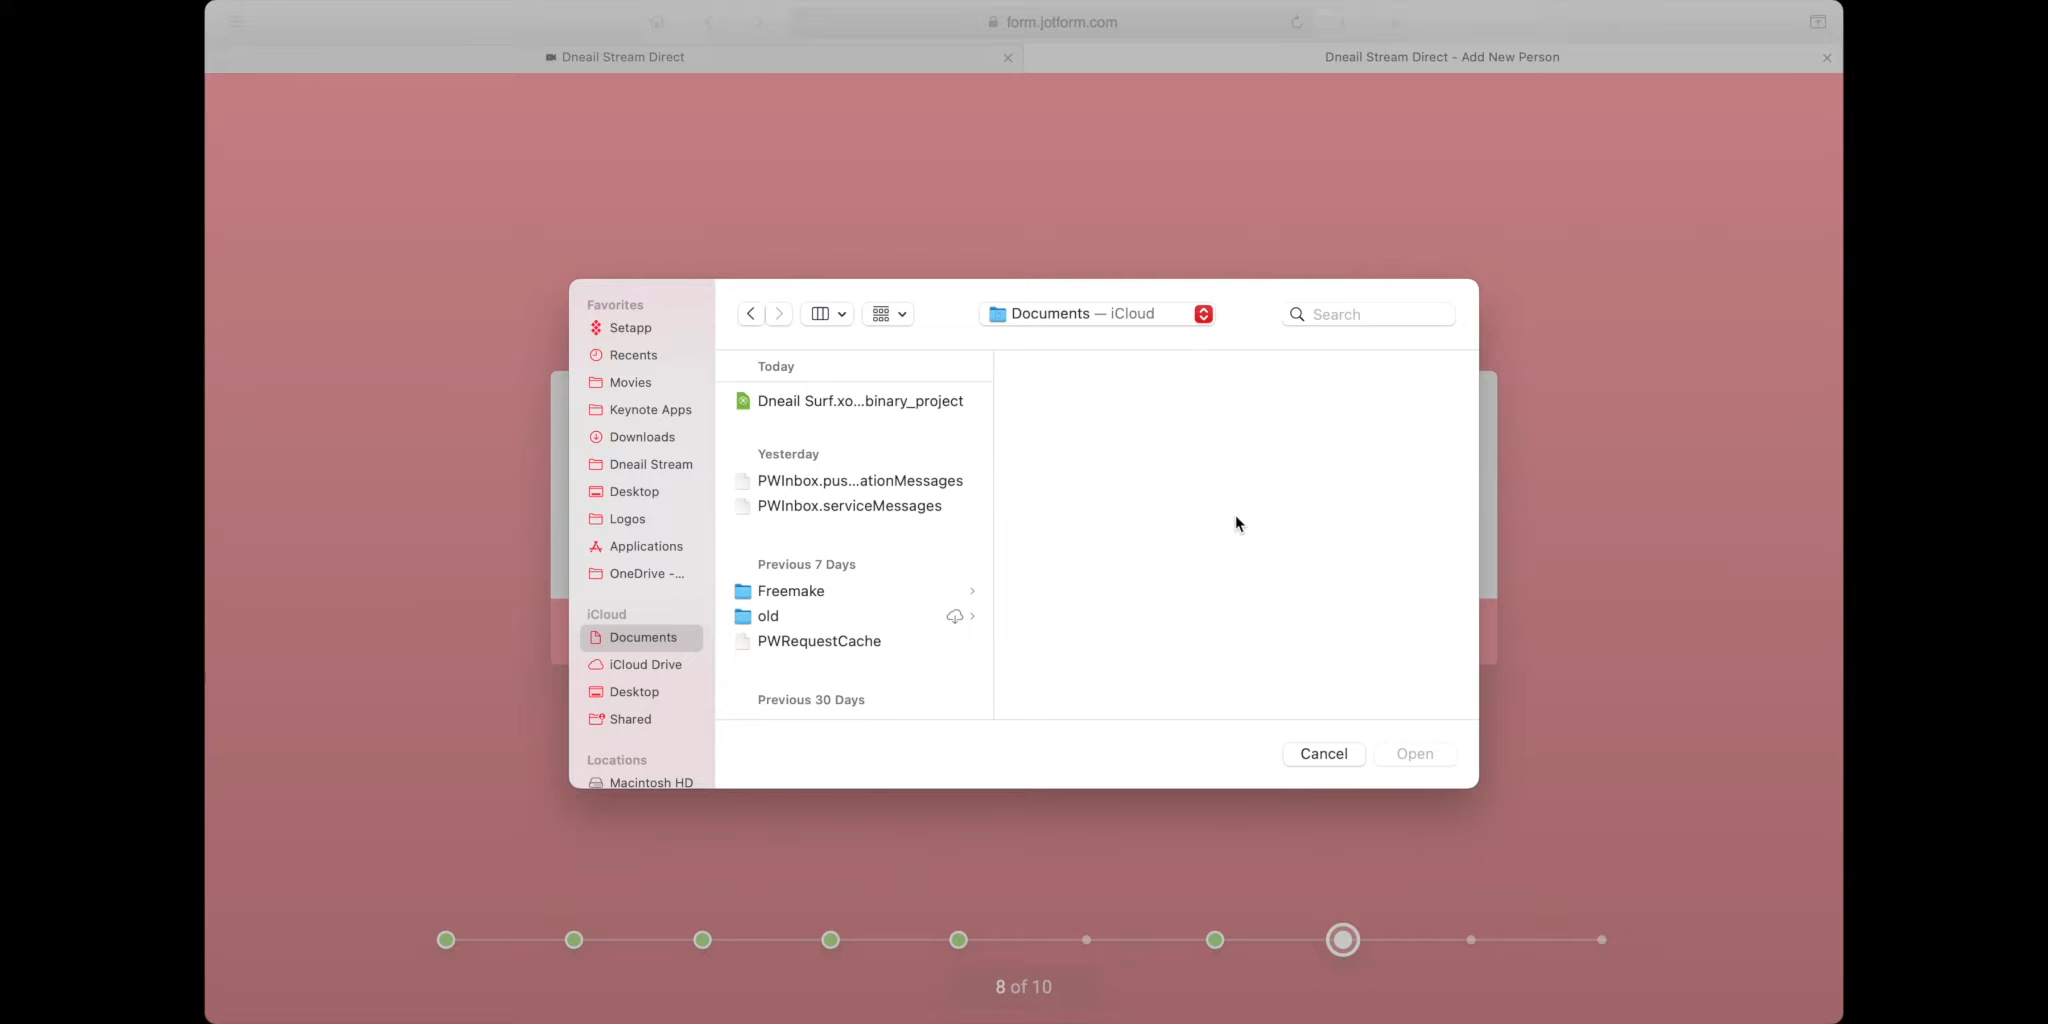 form.jotform.com
Dneail Stream Direct
Dneail Stream Direct - Add New Person
Favorites
Setapp
Recents
Movies
Keynote Apps
Downloads
Dneail Stream
Desktop
Logos
Applications
OneDrive -...
iCloud
Documents
iCloud Drive
Desktop
Shared
Locations
Macintosh HD
Documents — iCloud
Search
Today
Dneail Surf.xo...binary_project
Yesterday
PWInbox.pus...ationMessages
PWInbox.serviceMessages
Previous 7 Days
Freemake
old
PWRequestCache
Previous 30 Days
Cancel
Open
8 of 10